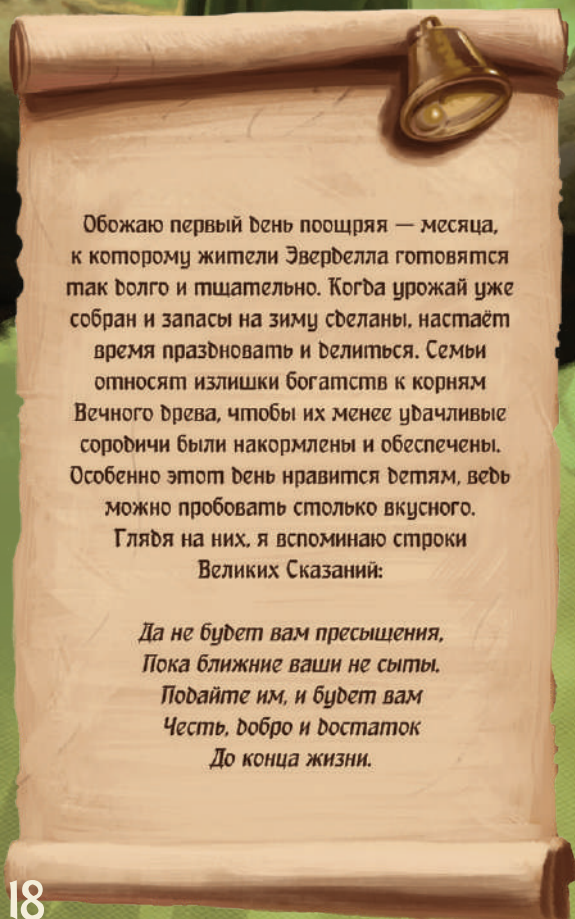 Обожаю первый день поощряя — месяца,
к которому жители Эверделла готовятся
так долго и тщательно. Когда урожай уже
собран и запасы на зиму сделаны, настаёт
время праздновать и делиться. Семьи
относят излишки богатств к корням
Вечного древа, чтобы их менее удачливые
сородичи были накормлены и обеспечены.
Особенно этот день нравится детям, ведь
можно пробовать столько вкусного.
Глядя на них, я вспоминаю строки
Великих Сказаний:
Да не будет вам пресыщения,
Пока ближние ваши не сыты.
Подайте им, и будет вам
Честь, добро и достаток
До конца жизни.
18